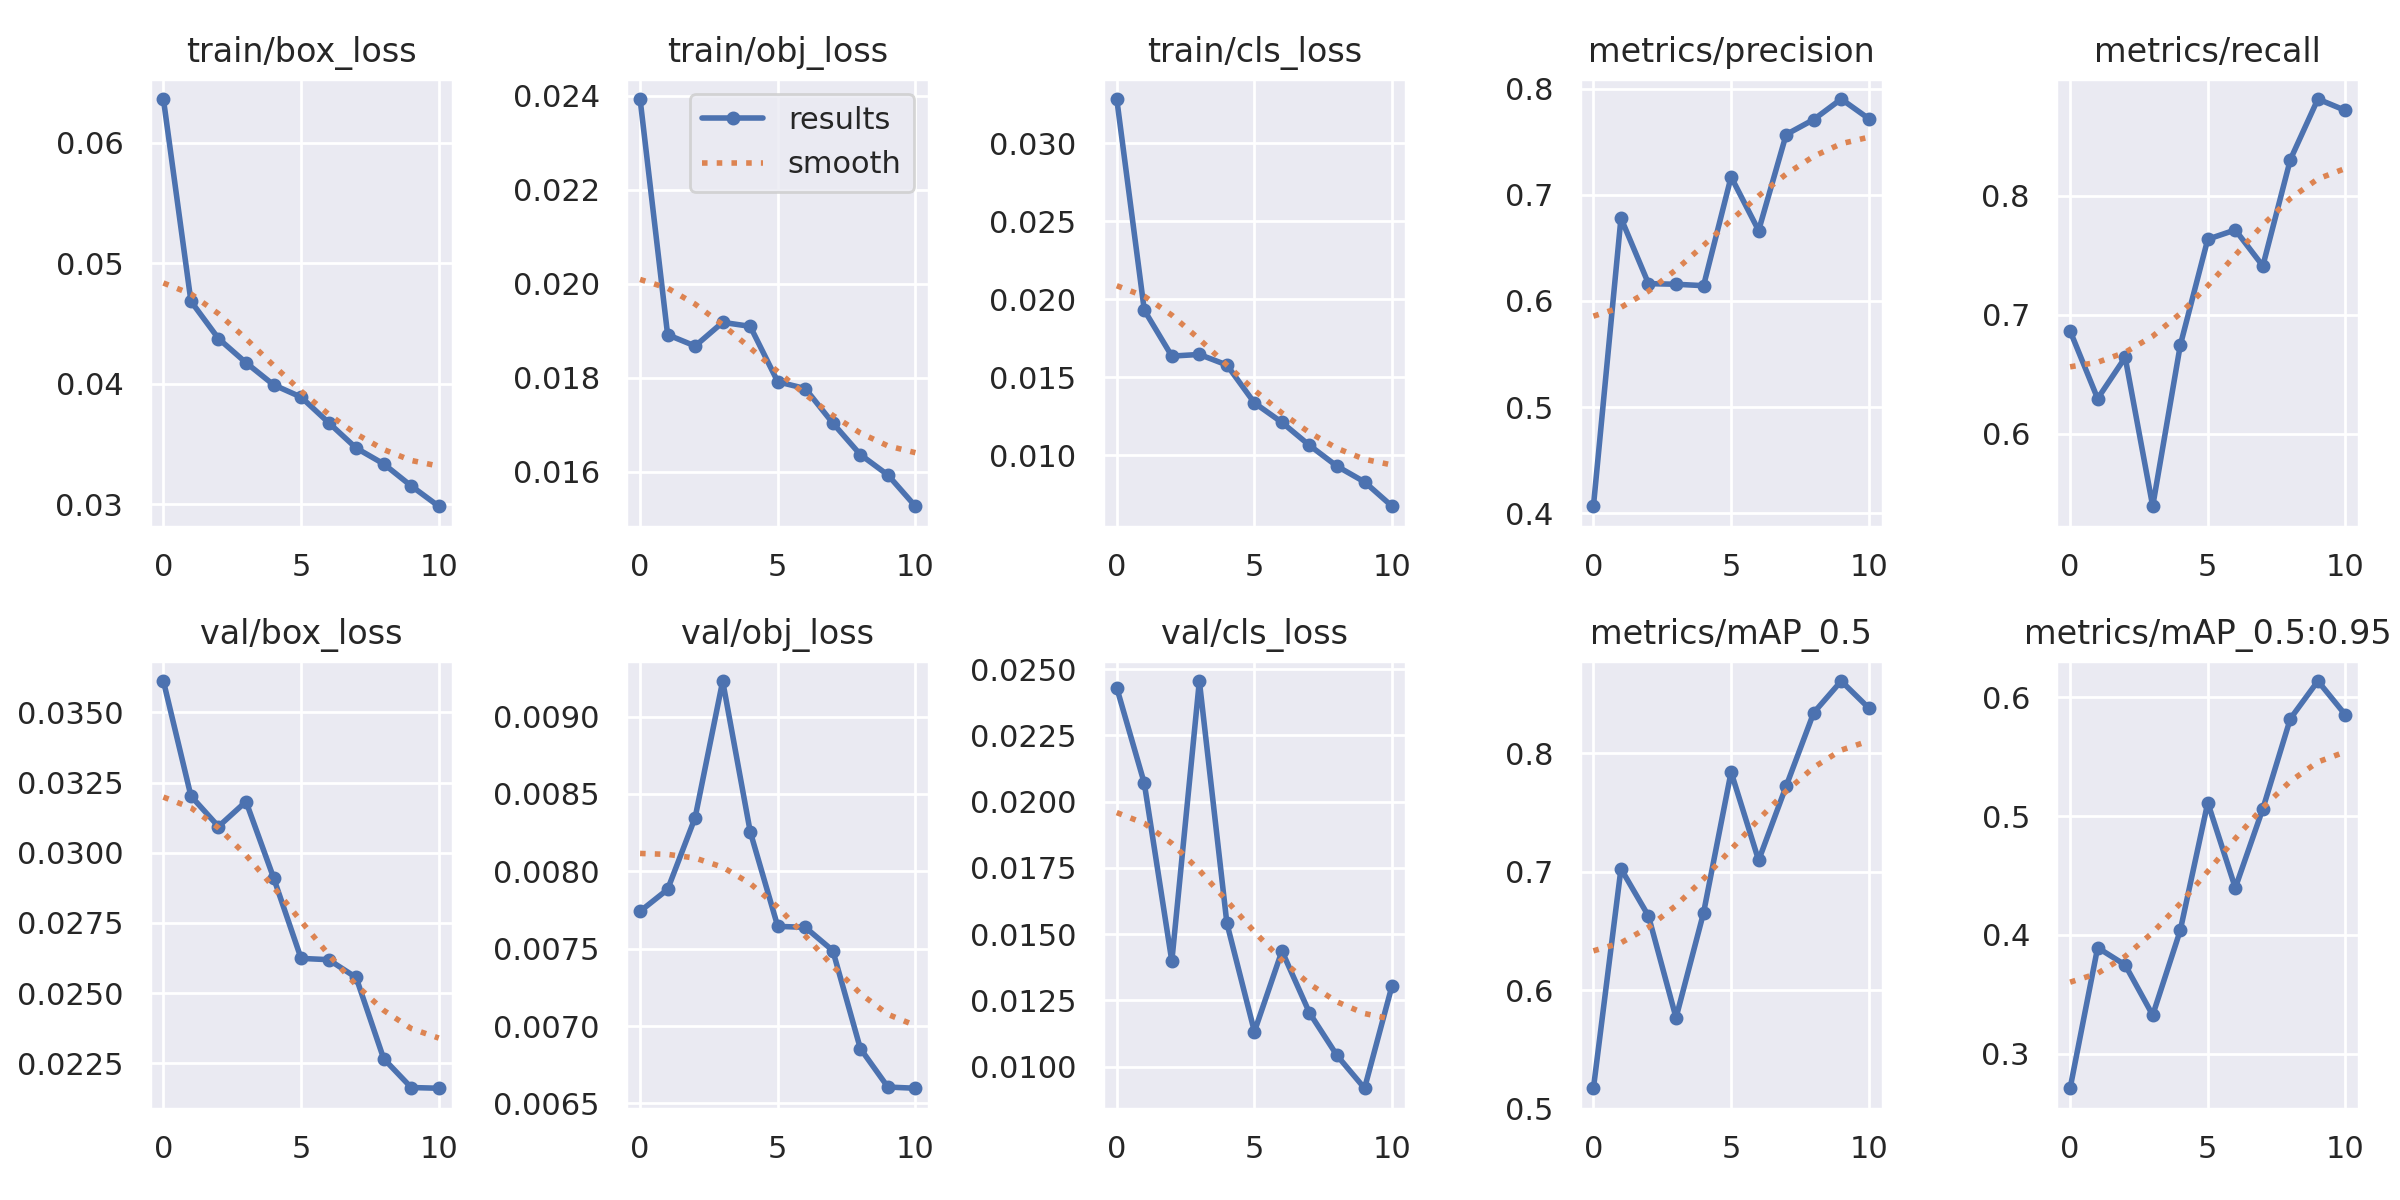 train/box_loss
train/obj_loss
train/cls_loss
metrics/precision
metrics/recall
0.06
0.05
0.04
0.03
0 5 10
0.024
0.022
0.020
0.018
0.016
results
smooth
0 5 10
0.030
0.025
0.020
0.015
0.010
0 5 10
0.8
0.7
0.6
0.5
0.4
0 5 10
0.8
0.7
0.6
0 5 10
val/box_loss
val/obj_loss
val/cls_loss
metrics/mAP_0.5
metrics/mAP_0.5:0.95
0.0350
0.0325
0.0300
0.0275
0.0250
0.0225
0 5 10
0.0090
0.0085
0.0080
0.0075
0.0070
0.0065
0 5 10
0.0250
0.0225
0.0200
0.0175
0.0150
0.0125
0.0100
0 5 10
0.8
0.7
0.6
0.5
0 5 10
0.6
0.5
0.4
0.3
0 5 10